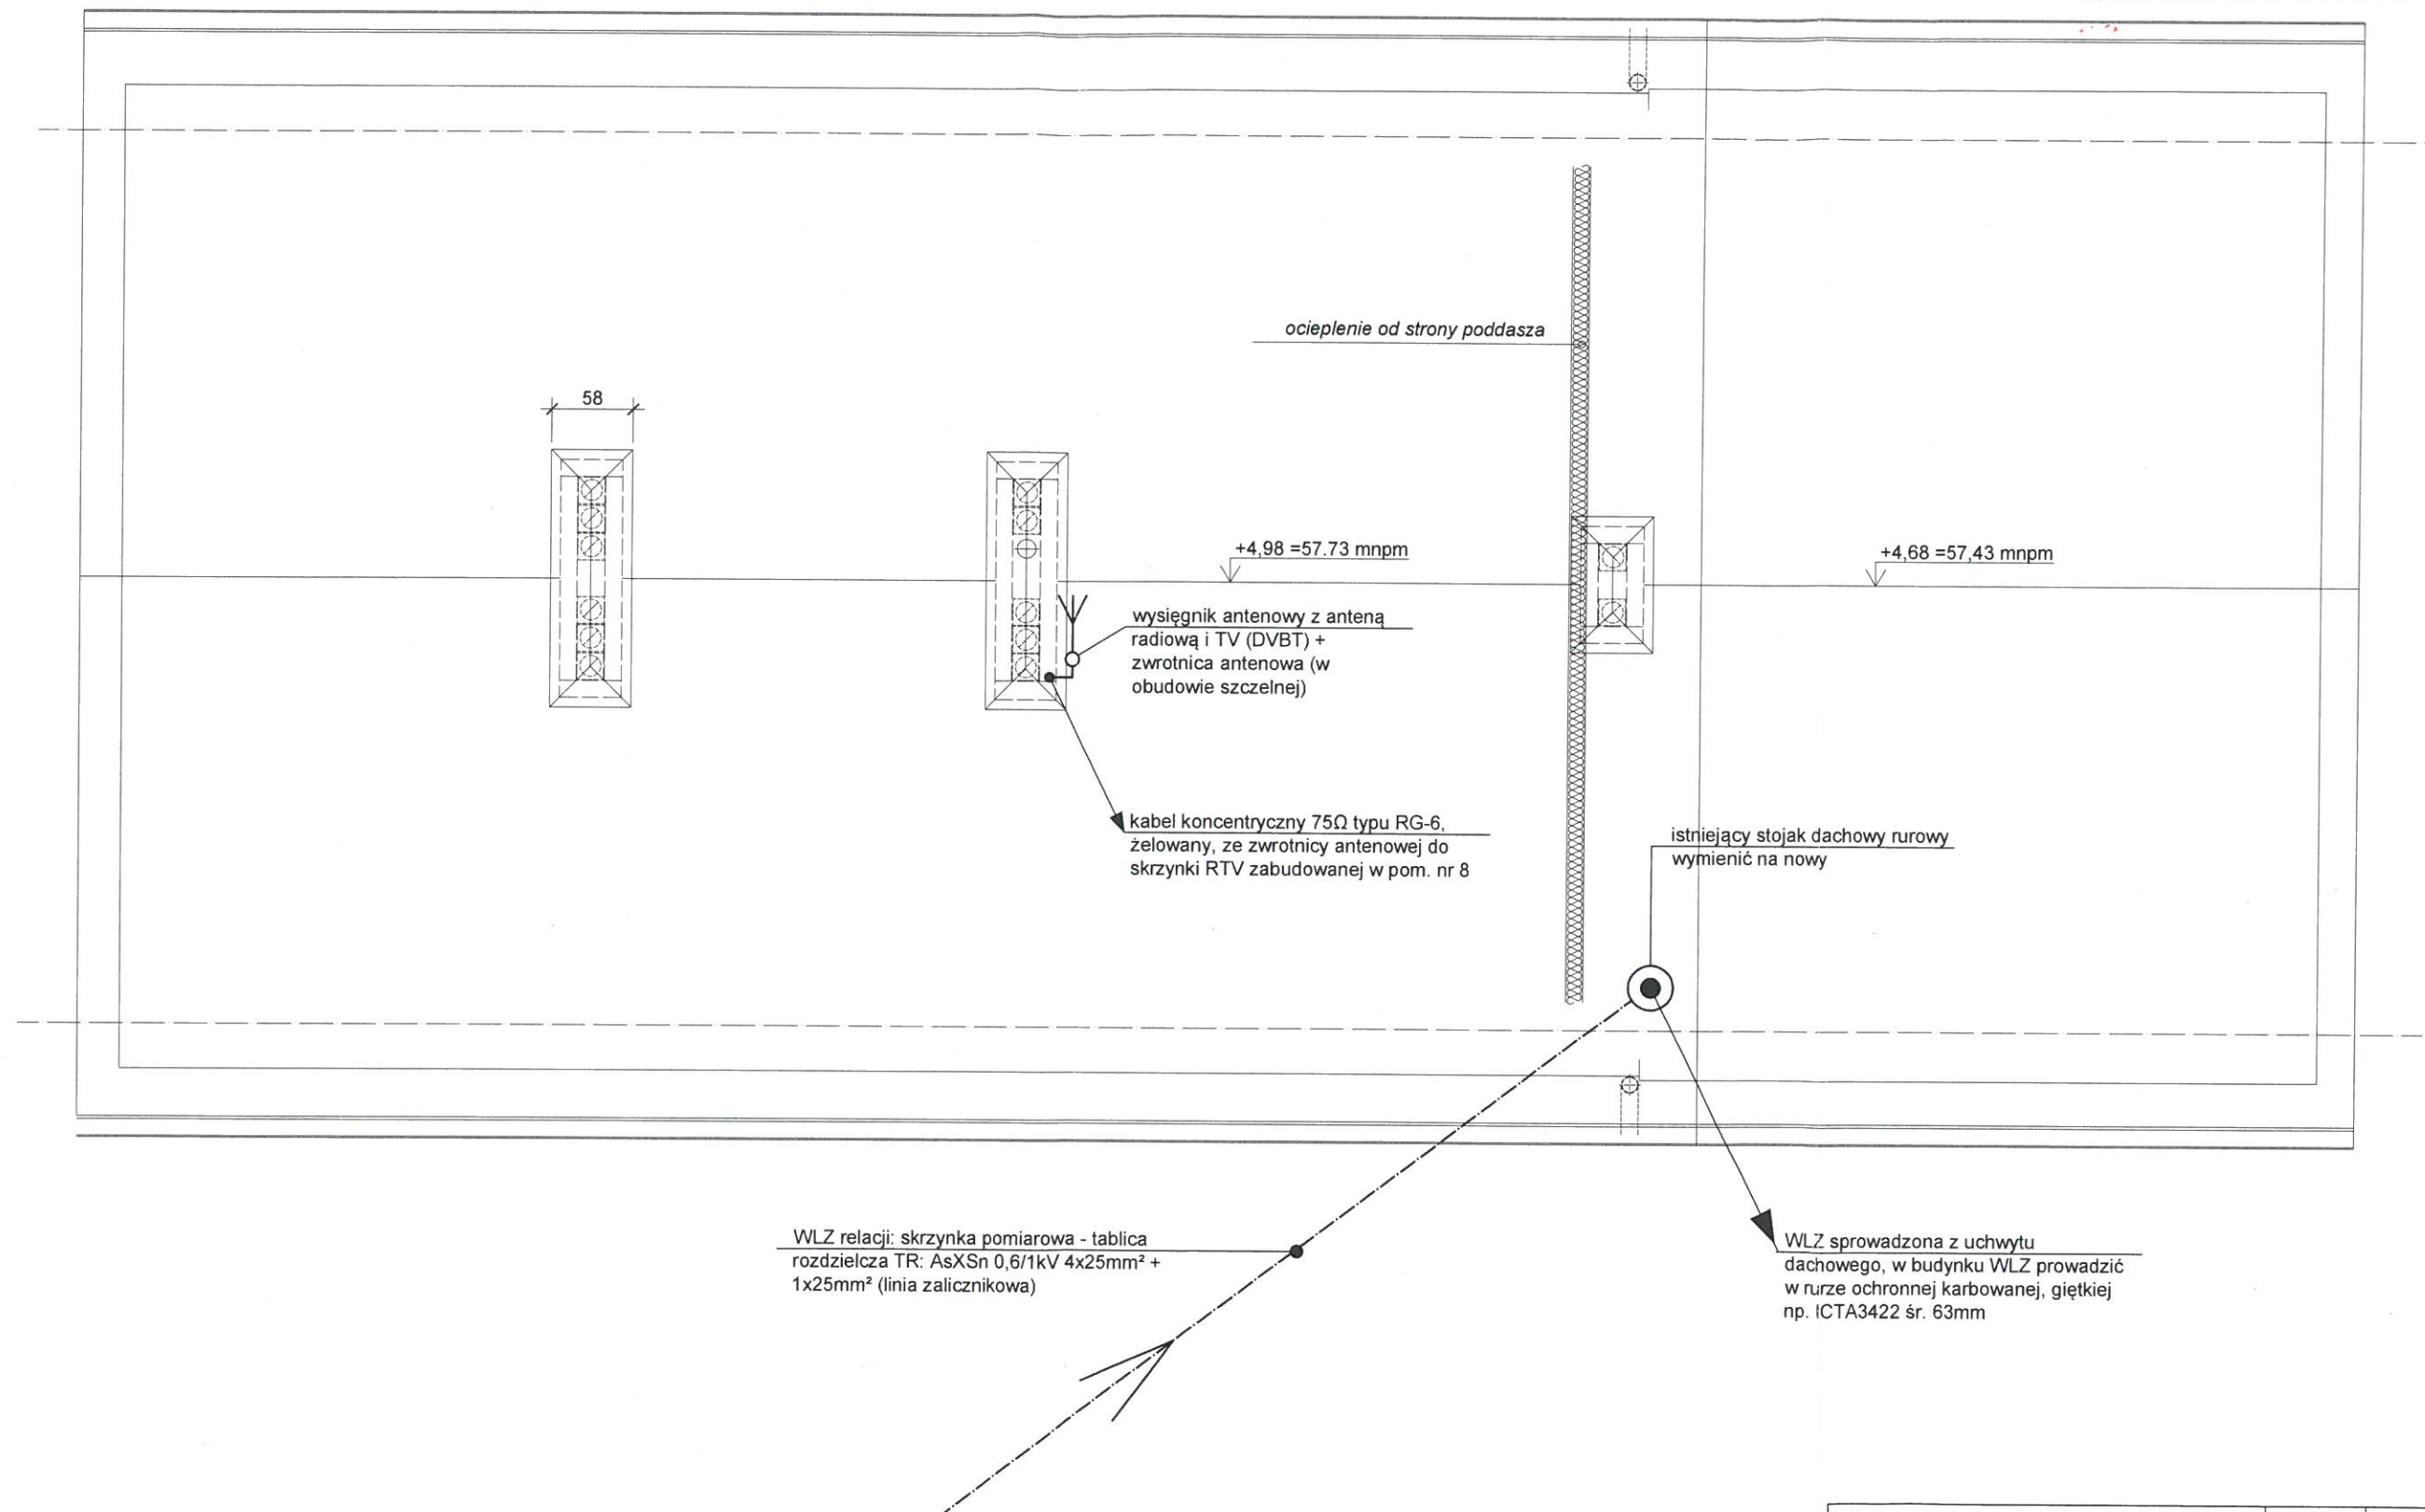 ocieplenie od strony poddasza
58
+4,98 =57.73 mnpm
+4,68 =57,43 mnpm
wysięgnik antenowy z anteną
radiową i TV (DVBT) +
zwrotnica antenowa (w
obudowie szczelnej)
kabel koncentryczny 75Ω typu RG-6,
żelowany, ze zwrotnicy antenowej do
skrzynki RTV zabudowanej w pom. nr 8
istniejący stojak dachowy rurowy
wymienić na nowy
WLZ relacji: skrzynka pomiarowa - tablica
rozdzielcza TR: AsXSn 0,6/1kV 4x25mm² +
1x25mm² (linia zalicznikowa)
WLZ sprowadzona z uchwytu
dachowego, w budynku WLZ prowadzić
w rurze ochronnej karbowanej, giętkiej
np. ICTA3422 śr. 63mm